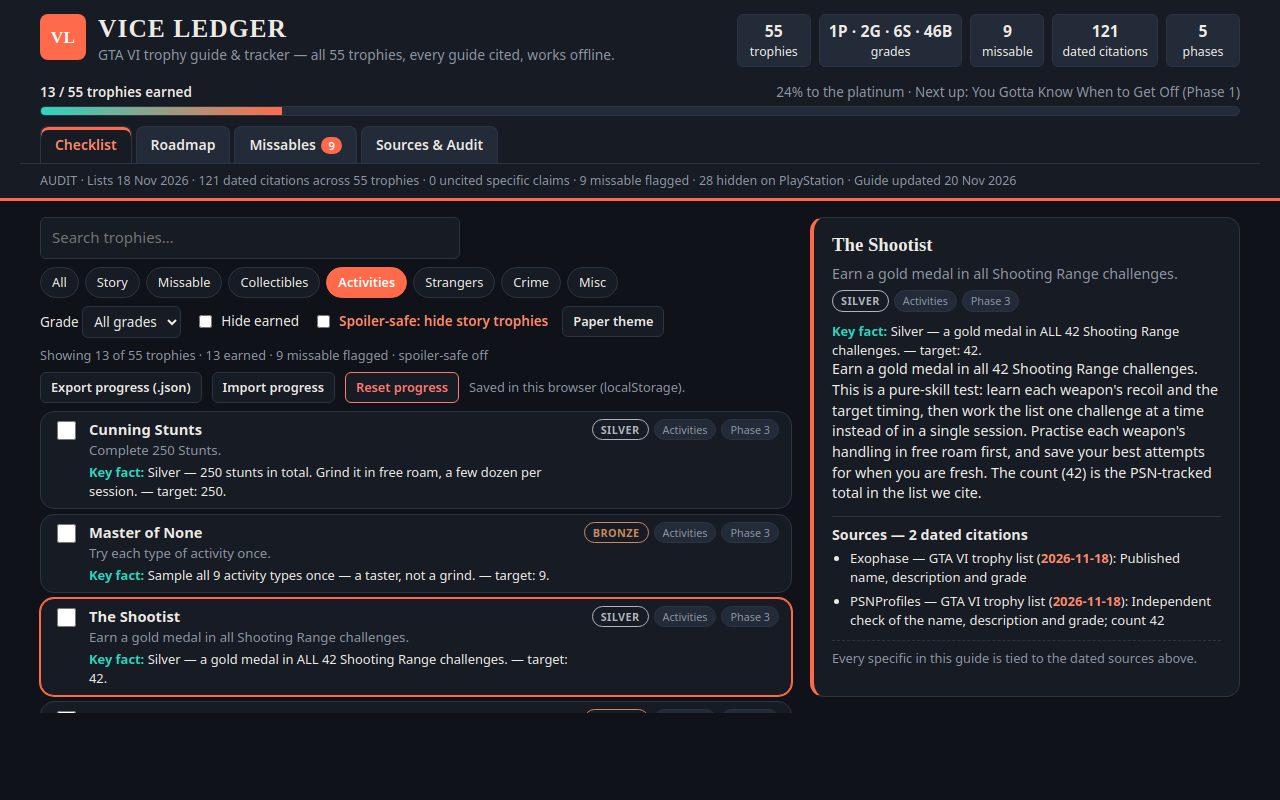 VL
VICE LEDGER
GTA VI trophy guide & tracker — all 55 trophies, every guide cited, works offline.
55
trophies
1P · 2G · 6S · 46B
grades
9
missable
121
dated citations
5
phases
13 / 55 trophies earned
24% to the platinum · Next up: You Gotta Know When to Get Off (Phase 1)
Checklist
Roadmap
Missables 9
Sources & Audit
AUDIT · Lists 18 Nov 2026 · 121 dated citations across 55 trophies · 0 uncited specific claims · 9 missable flagged · 28 hidden on PlayStation · Guide updated 20 Nov 2026
Search trophies...
All
Story
Missable
Collectibles
Activities
Strangers
Crime
Misc
Grade All grades
Hide earned
Spoiler-safe: hide story trophies
Paper theme
Showing 13 of 55 trophies · 13 earned · 9 missable flagged · spoiler-safe off
Export progress (.json)
Import progress
Reset progress
Saved in this browser (localStorage).
Cunning Stunts
SILVER
Activities
Phase 3
Complete 250 Stunts.
Key fact: Silver — 250 stunts in total. Grind it in free roam, a few dozen per
session. — target: 250.
Master of None
BRONZE
Activities
Phase 3
Try each type of activity once.
Key fact: Sample all 9 activity types once — a taster, not a grind. — target: 9.
The Shootist
SILVER
Activities
Phase 3
Earn a gold medal in all Shooting Range challenges.
Key fact: Silver — a gold medal in ALL 42 Shooting Range challenges. — target:
42.
The Shootist
Earn a gold medal in all Shooting Range challenges.
SILVER
Activities
Phase 3
Key fact: Silver — a gold medal in ALL 42 Shooting Range
challenges. — target: 42.
Earn a gold medal in all 42 Shooting Range challenges.
This is a pure-skill test: learn each weapon's recoil and the
target timing, then work the list one challenge at a time
instead of in a single session. Practise each weapon's
handling in free roam first, and save your best attempts
for when you are fresh. The count (42) is the PSN-tracked
total in the list we cite.
Sources — 2 dated citations
Exophase — GTA VI trophy list (2026-11-18): Published
name, description and grade
PSNProfiles — GTA VI trophy list (2026-11-18): Independent
check of the name, description and grade; count 42
Every specific in this guide is tied to the dated sources above.